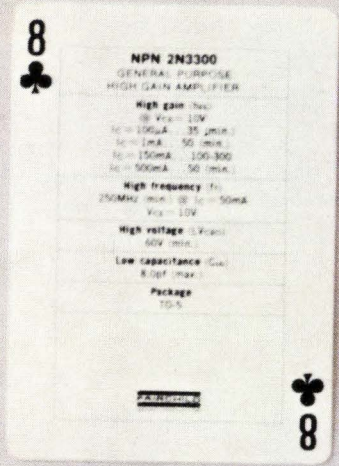 8
NPN 2N3300
GENERAL PURPOSE
HIGH GAIN AMPLIFIER
High gain (hFE)
@ VCE = 10V
IC = 100µA . . 35 (min.)
IC = 1mA . . 50 (min.)
IC = 150mA . . 100-300
IC = 500mA . . 50 (min.)
High frequency (fT)
250MHz (min.) @ IC = 50mA
VCE = 10V
High voltage
60V (min.)
Low capacitance
8.0pf (max.)
Package
TO-5
8